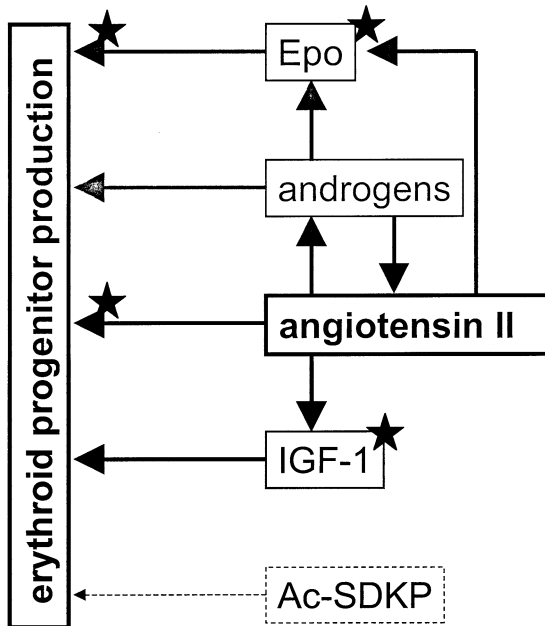 erythroid progenitor production
Epo
androgens
angiotensin II
IGF-1
Ac-SDKP